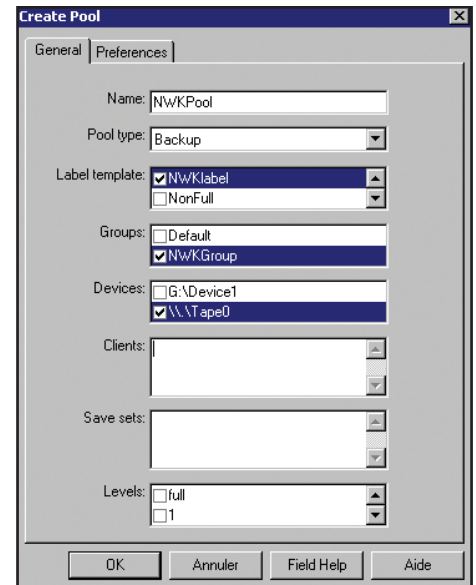 Create Pool
General Preferences
Name: NWKPool
Pool type: Backup
Label template: NWKlabel
NonFull
Groups: Default
NWKGroup
Devices: G:\Device1
\\.\Tape0
Clients:
Save sets:
Levels: full
1
OK Annuler Field Help Aide